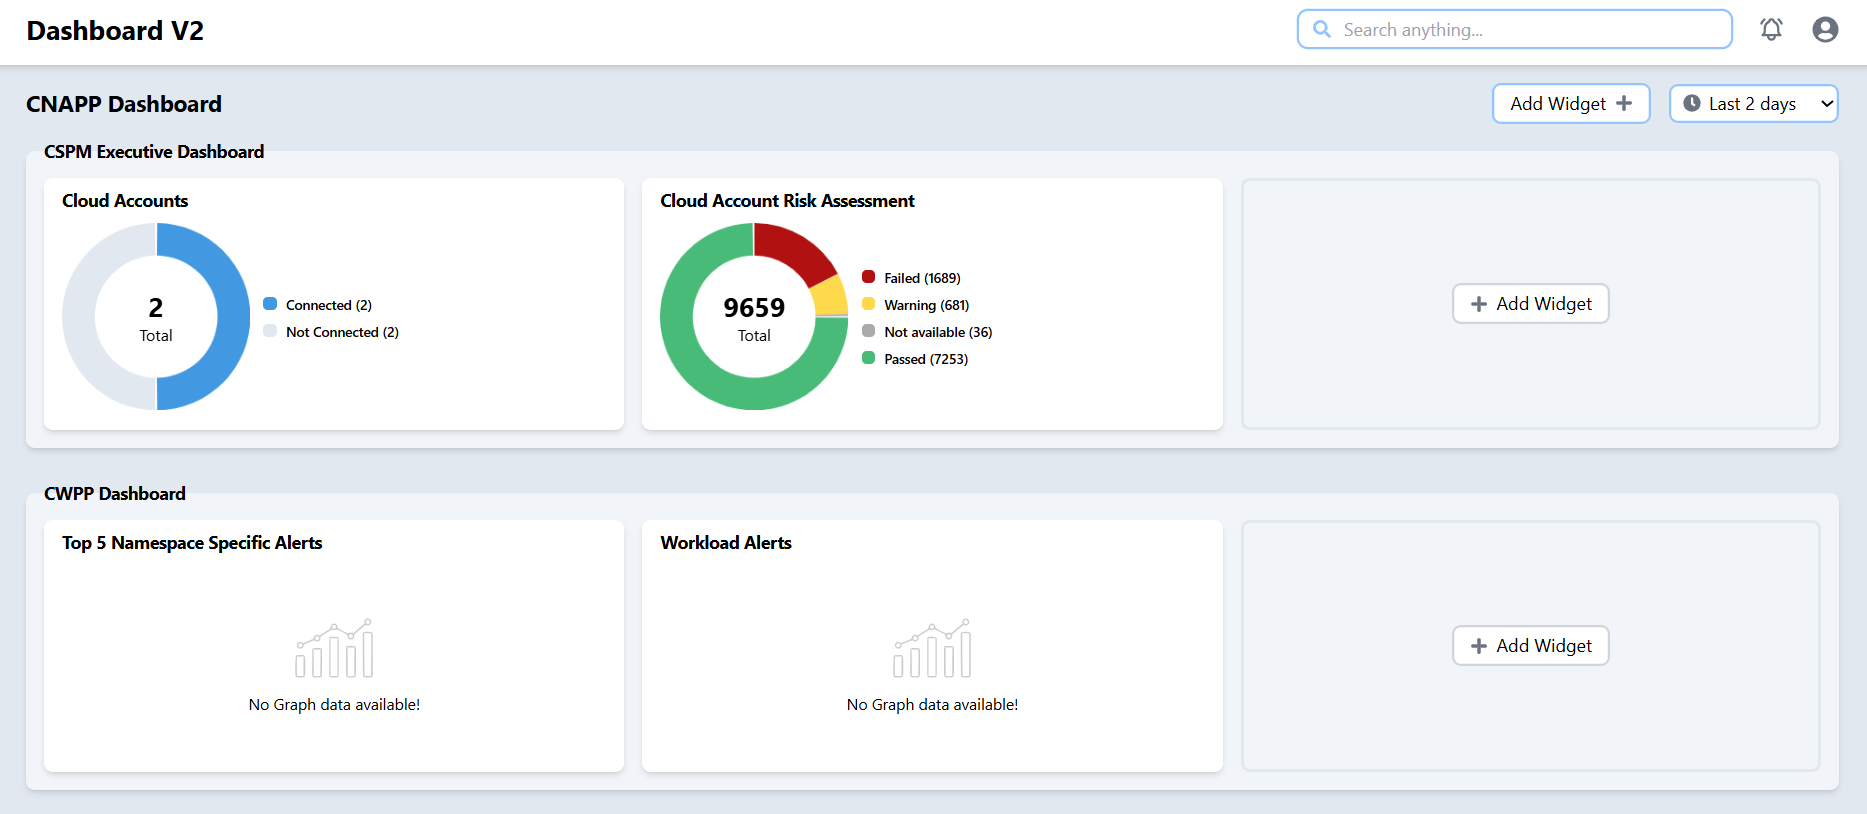 Dashboard V2
Search anything...
CNAPP Dashboard
Add Widget
Last 2 days
CSPM Executive Dashboard
Cloud Accounts
2
Total
Connected (2)
Not Connected (2)
Cloud Account Risk Assessment
9659
Total
Failed (1689)
Warning (681)
Not available (36)
Passed (7253)
Add Widget
CWPP Dashboard
Top 5 Namespace Specific Alerts
No Graph data available!
Workload Alerts
No Graph data available!
Add Widget